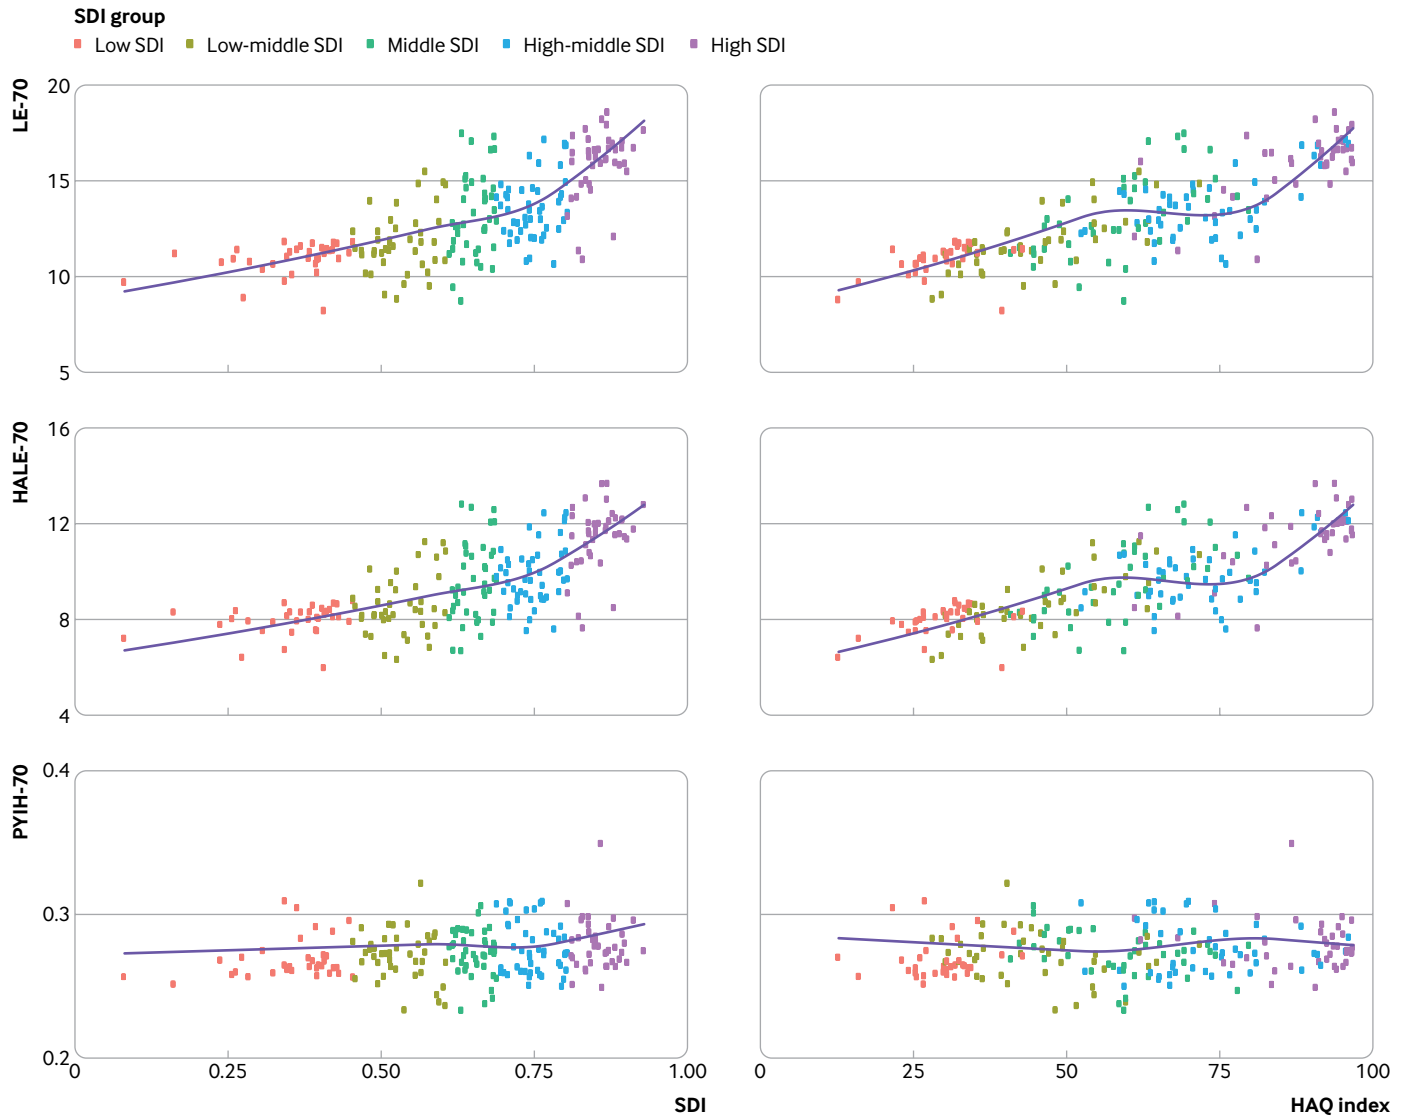 SDI group
Low SDI Low-middle SDI Middle SDI High-middle SDI High SDI
LE-70
20
15
10
5
HALE-70
16
12
8
4
PYIH-70
0.4
0.3
0.2
0 0.25 0.50 0.75 1.00
SDI
0 25 50 75 100
HAQ index